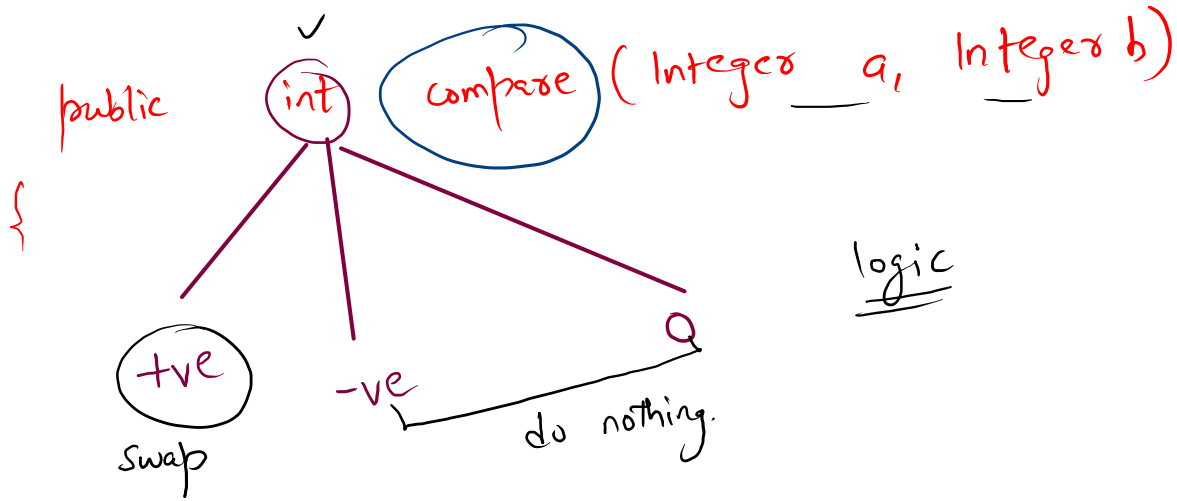 public int compare (Integer a, Integer b)
{
logic
+ve -ve 0
swap do nothing.